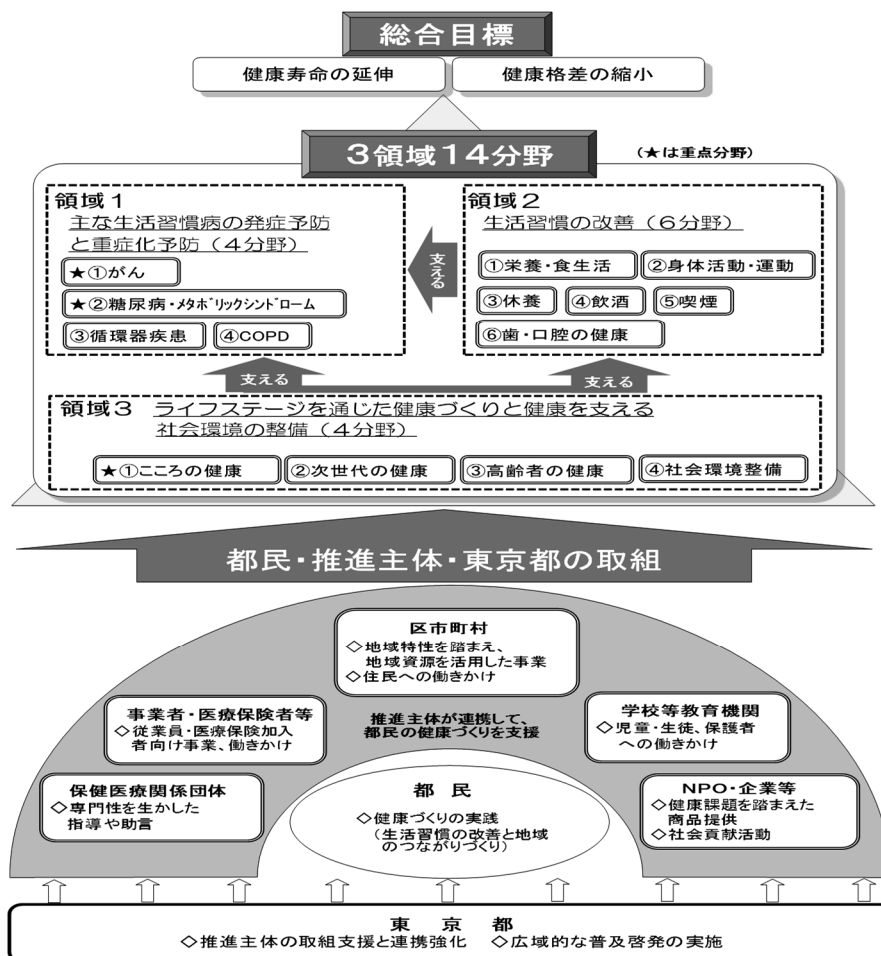 総合目標
健康寿命の延伸
健康格差の縮小
3領域14分野
(★は重点分野)
領域1
主な生活習慣病の発症予防
と重症化予防(4分野)
★①がん
★②糖尿病・メタボリックシンドローム
③循環器疾患
④COPD
支える
領域2
生活習慣の改善(6分野)
①栄養・食生活
②身体活動・運動
③休養
④飲酒
⑤喫煙
⑥歯・口腔の健康
支える
支える
領域3 ライフステージを通じた健康づくりと健康を支える
社会環境の整備(4分野)
★①こころの健康
②次世代の健康
③高齢者の健康
④社会環境整備
都民・推進主体・東京都の取組
区市町村
◇地域特性を踏まえ、
地域資源を活用した事業
◇住民への働きかけ
事業者・医療保険者等
◇従業員・医療保険加入
者向け事業、働きかけ
推進主体が連携して、
都民の健康づくりを支援
学校等教育機関
◇児童・生徒、保護者
への働きかけ
保健医療関係団体
◇専門性を生かした
指導や助言
都 民
◇健康づくりの実践
(生活習慣の改善と地域
のつながりづくり)
NPO・企業等
◇健康課題を踏まえた
商品提供
◇社会貢献活動
東 京 都
◇推進主体の取組支援と連携強化 ◇広域的な普及啓発の実施